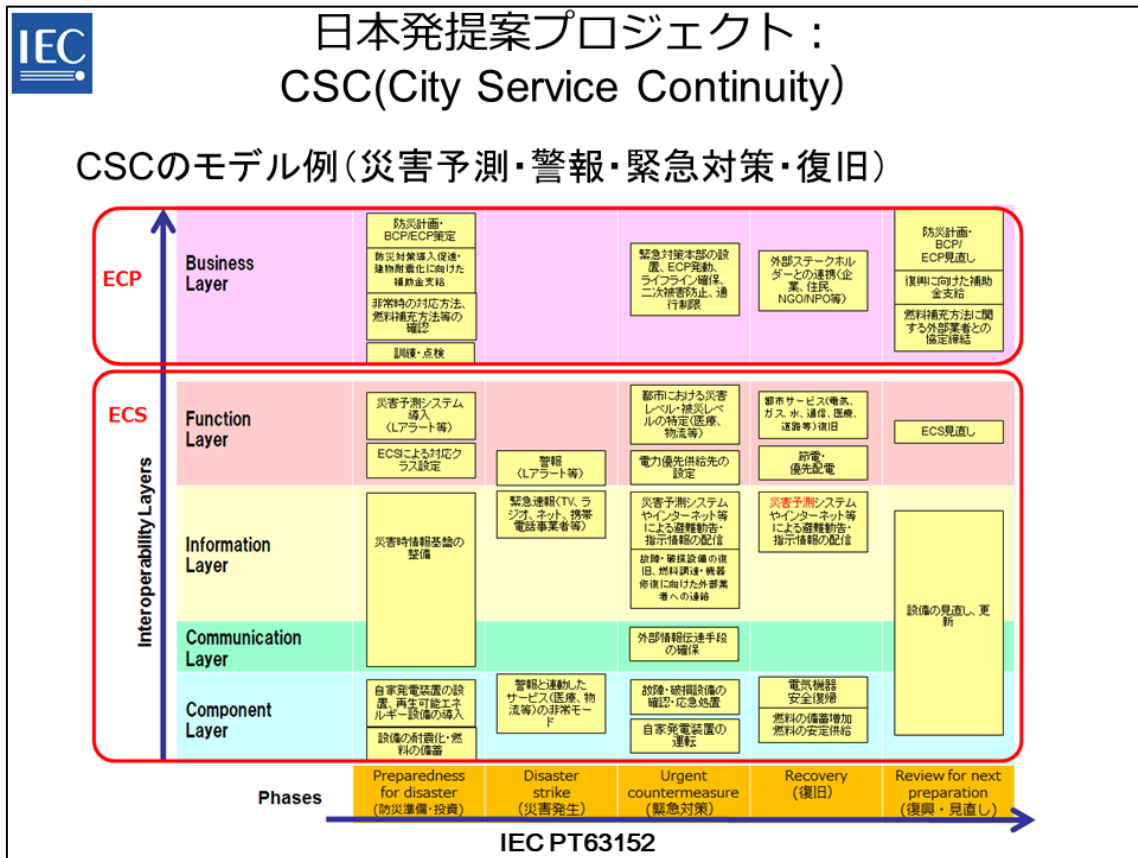 IEC
日本発提案プロジェクト：
CSC(City Service Continuity)
CSCのモデル例(災害予測・警報・緊急対策・復旧)
ECP
Business
Layer
防災計画・
BCP/ECP策定
防災対策導入促進・
建物耐震化に向けた
補助金支給
非常時の対応方法、
燃料補充方法等の
確認
訓練・点検
緊急対策本部の設
置、ECP発動、
ライフライン確保、
二次被害防止、通
行制限
外部ステークホル
ダーとの連携(企
業、住民、
NGO/NPO等)
防災計画・
BCP/
ECP見直し
復興に向けた補助
金支給
燃料補充方法に関
する外部業者との
協定締結
ECS
Interoperability Layers
Function
Layer
災害予測システム
導入
(Lアラート等)
ECSによる対応ク
ラス設定
警報
(Lアラート等)
都市における災害
レベル・被災レベ
ルの特定(医療、
物流等)
電力優先供給先の
設定
都市サービス(電気、
ガス、水、通信、医療、
道路等)復旧
節電・
優先配電
ECS見直し
Information
Layer
災害時情報基盤の
整備
緊急速報(TV、ラ
ジオ、ネット、携帯
電話事業者等)
災害予測システム
やインターネット等
による避難勧告・
指示情報の配信
故障・破損設備の復
旧、燃料調達・機器
修復に向けた外部業
者への連絡
災害予測システム
やインターネット等
による避難勧告・
指示情報の配信
設備の見直し、更
新
Communication
Layer
外部情報伝達手段
の確保
Component
Layer
自家発電装置の設
置、再生可能エネ
ルギー設備の導入
設備の耐震化・燃
料の備蓄
警報と連動した
サービス(医療、物
流等)の非常モー
ド
故障・破損設備の
確認・応急処置
自家発電装置の
運転
電気機器
安全復帰
燃料の備蓄増加
燃料の安定供給
Phases
Preparedness
for disaster
(防災準備・投資)
Disaster
strike
(災害発生)
Urgent
countermeasure
(緊急対策)
Recovery
(復旧)
Review for next
preparation
(復興・見直し)
IEC PT63152